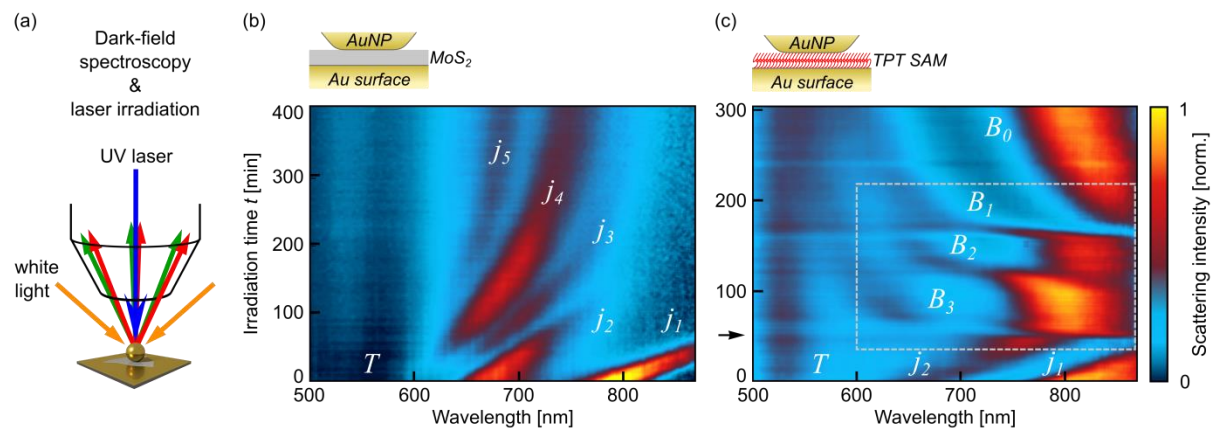 (a)
Dark-field
spectroscopy
&
laser irradiation
UV laser
white
light
(b)
AuNP
MoS₂
Au surface
Irradiation time t [min]
400
300
200
100
0
j₅
j₄
j₃
j₂
j₁
T
500
600
700
800
Wavelength [nm]
(c)
AuNP
TPT SAM
Au surface
300
200
100
0
B₀
B₁
B₂
B₃
T
j₂
j₁
500
600
700
800
Wavelength [nm]
1
0
Scattering intensity [norm.]